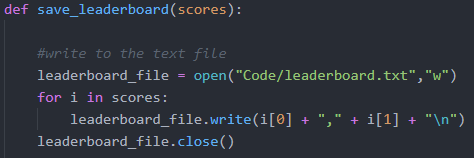 def save_leaderboard(scores):
#write to the text file
leaderboard_file = open("Code/leaderboard.txt","w")
for i in scores:
leaderboard_file.write(i[0] + "," + i[1] + "\n")
leaderboard_file.close()